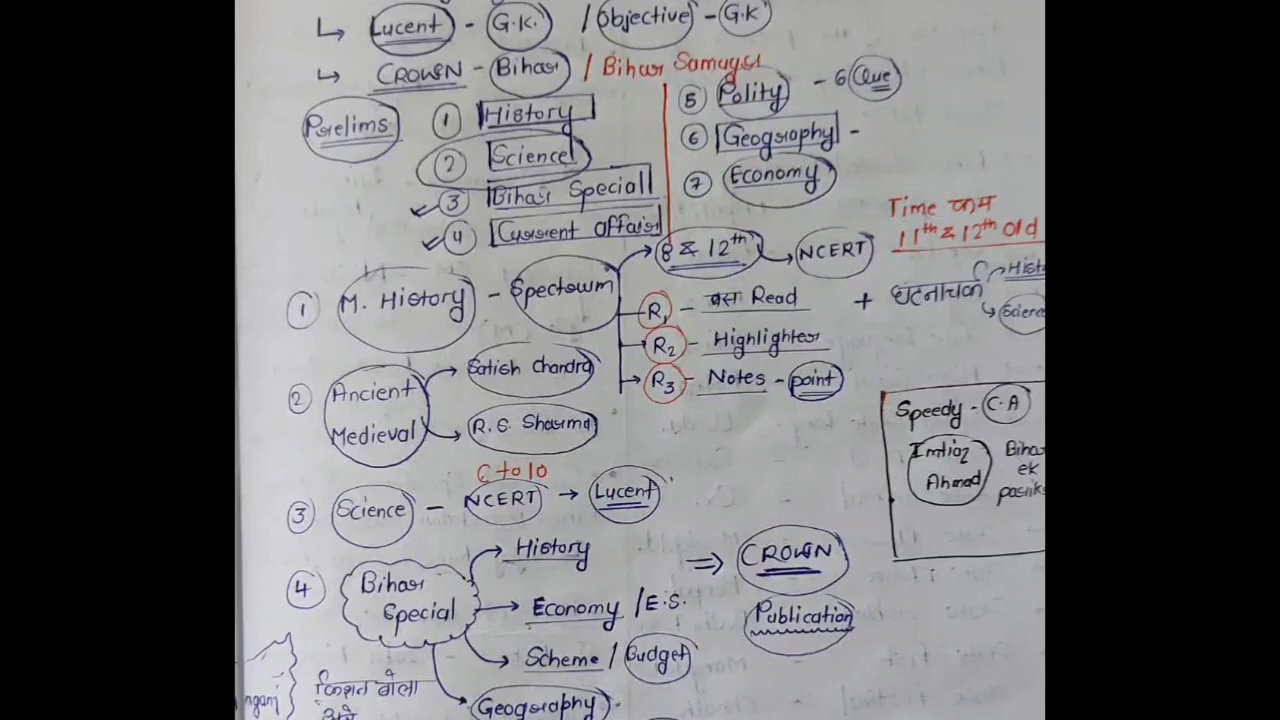 ↳ Lucent - G.K. / Objective - G.K
↳ CROWN - Bihar / Bihar Samagra
Prelims
① History
② Science
③ Bihar Special
④ Current affair
⑤ Polity - 6 Que
⑥ Geography -
⑦ Economy
Time कम
11th & 12th Old
① M. History - Spectrum
8 & 12th → NCERT
R1 - बस Read
R2 - Highlighter
R3 - Notes - point
+ घटनाचक्र
Histo
Science
② Ancient
Medieval
Satish Chandra
R.S. Sharma
Speedy - C.A
Imtiaz
Ahmad
Bihar
ek
6 to 10
③ Science - NCERT → Lucent
④ Bihar
Special
History
Economy / E.S.
Scheme / Budget
Geography
⇒ CROWN
Publication
nganj